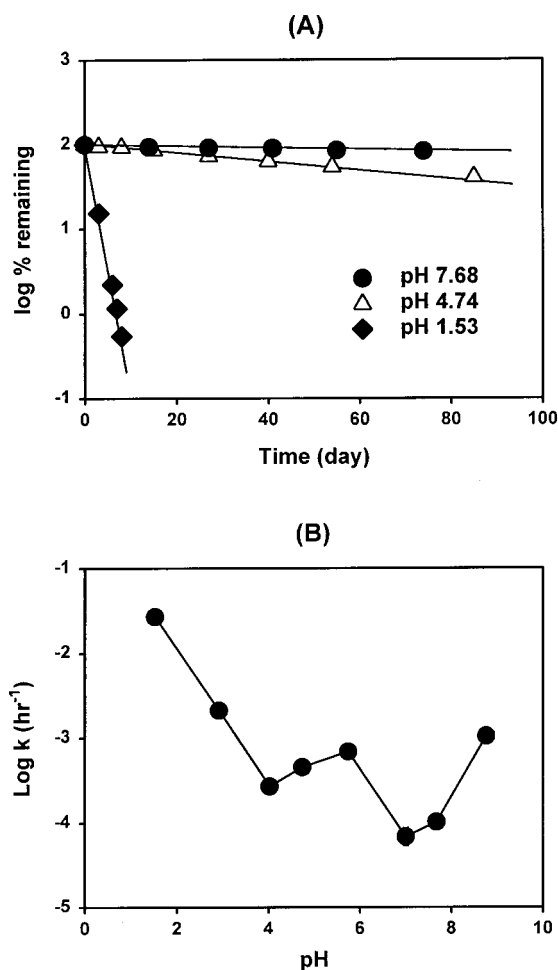 (A)
3
2
1
0
-1
log % remaining
pH 7.68
pH 4.74
pH 1.53
0 20 40 60 80 100
Time (day)
(B)
-1
-2
-3
-4
-5
Log k (hr⁻¹)
0 2 4 6 8 10
pH